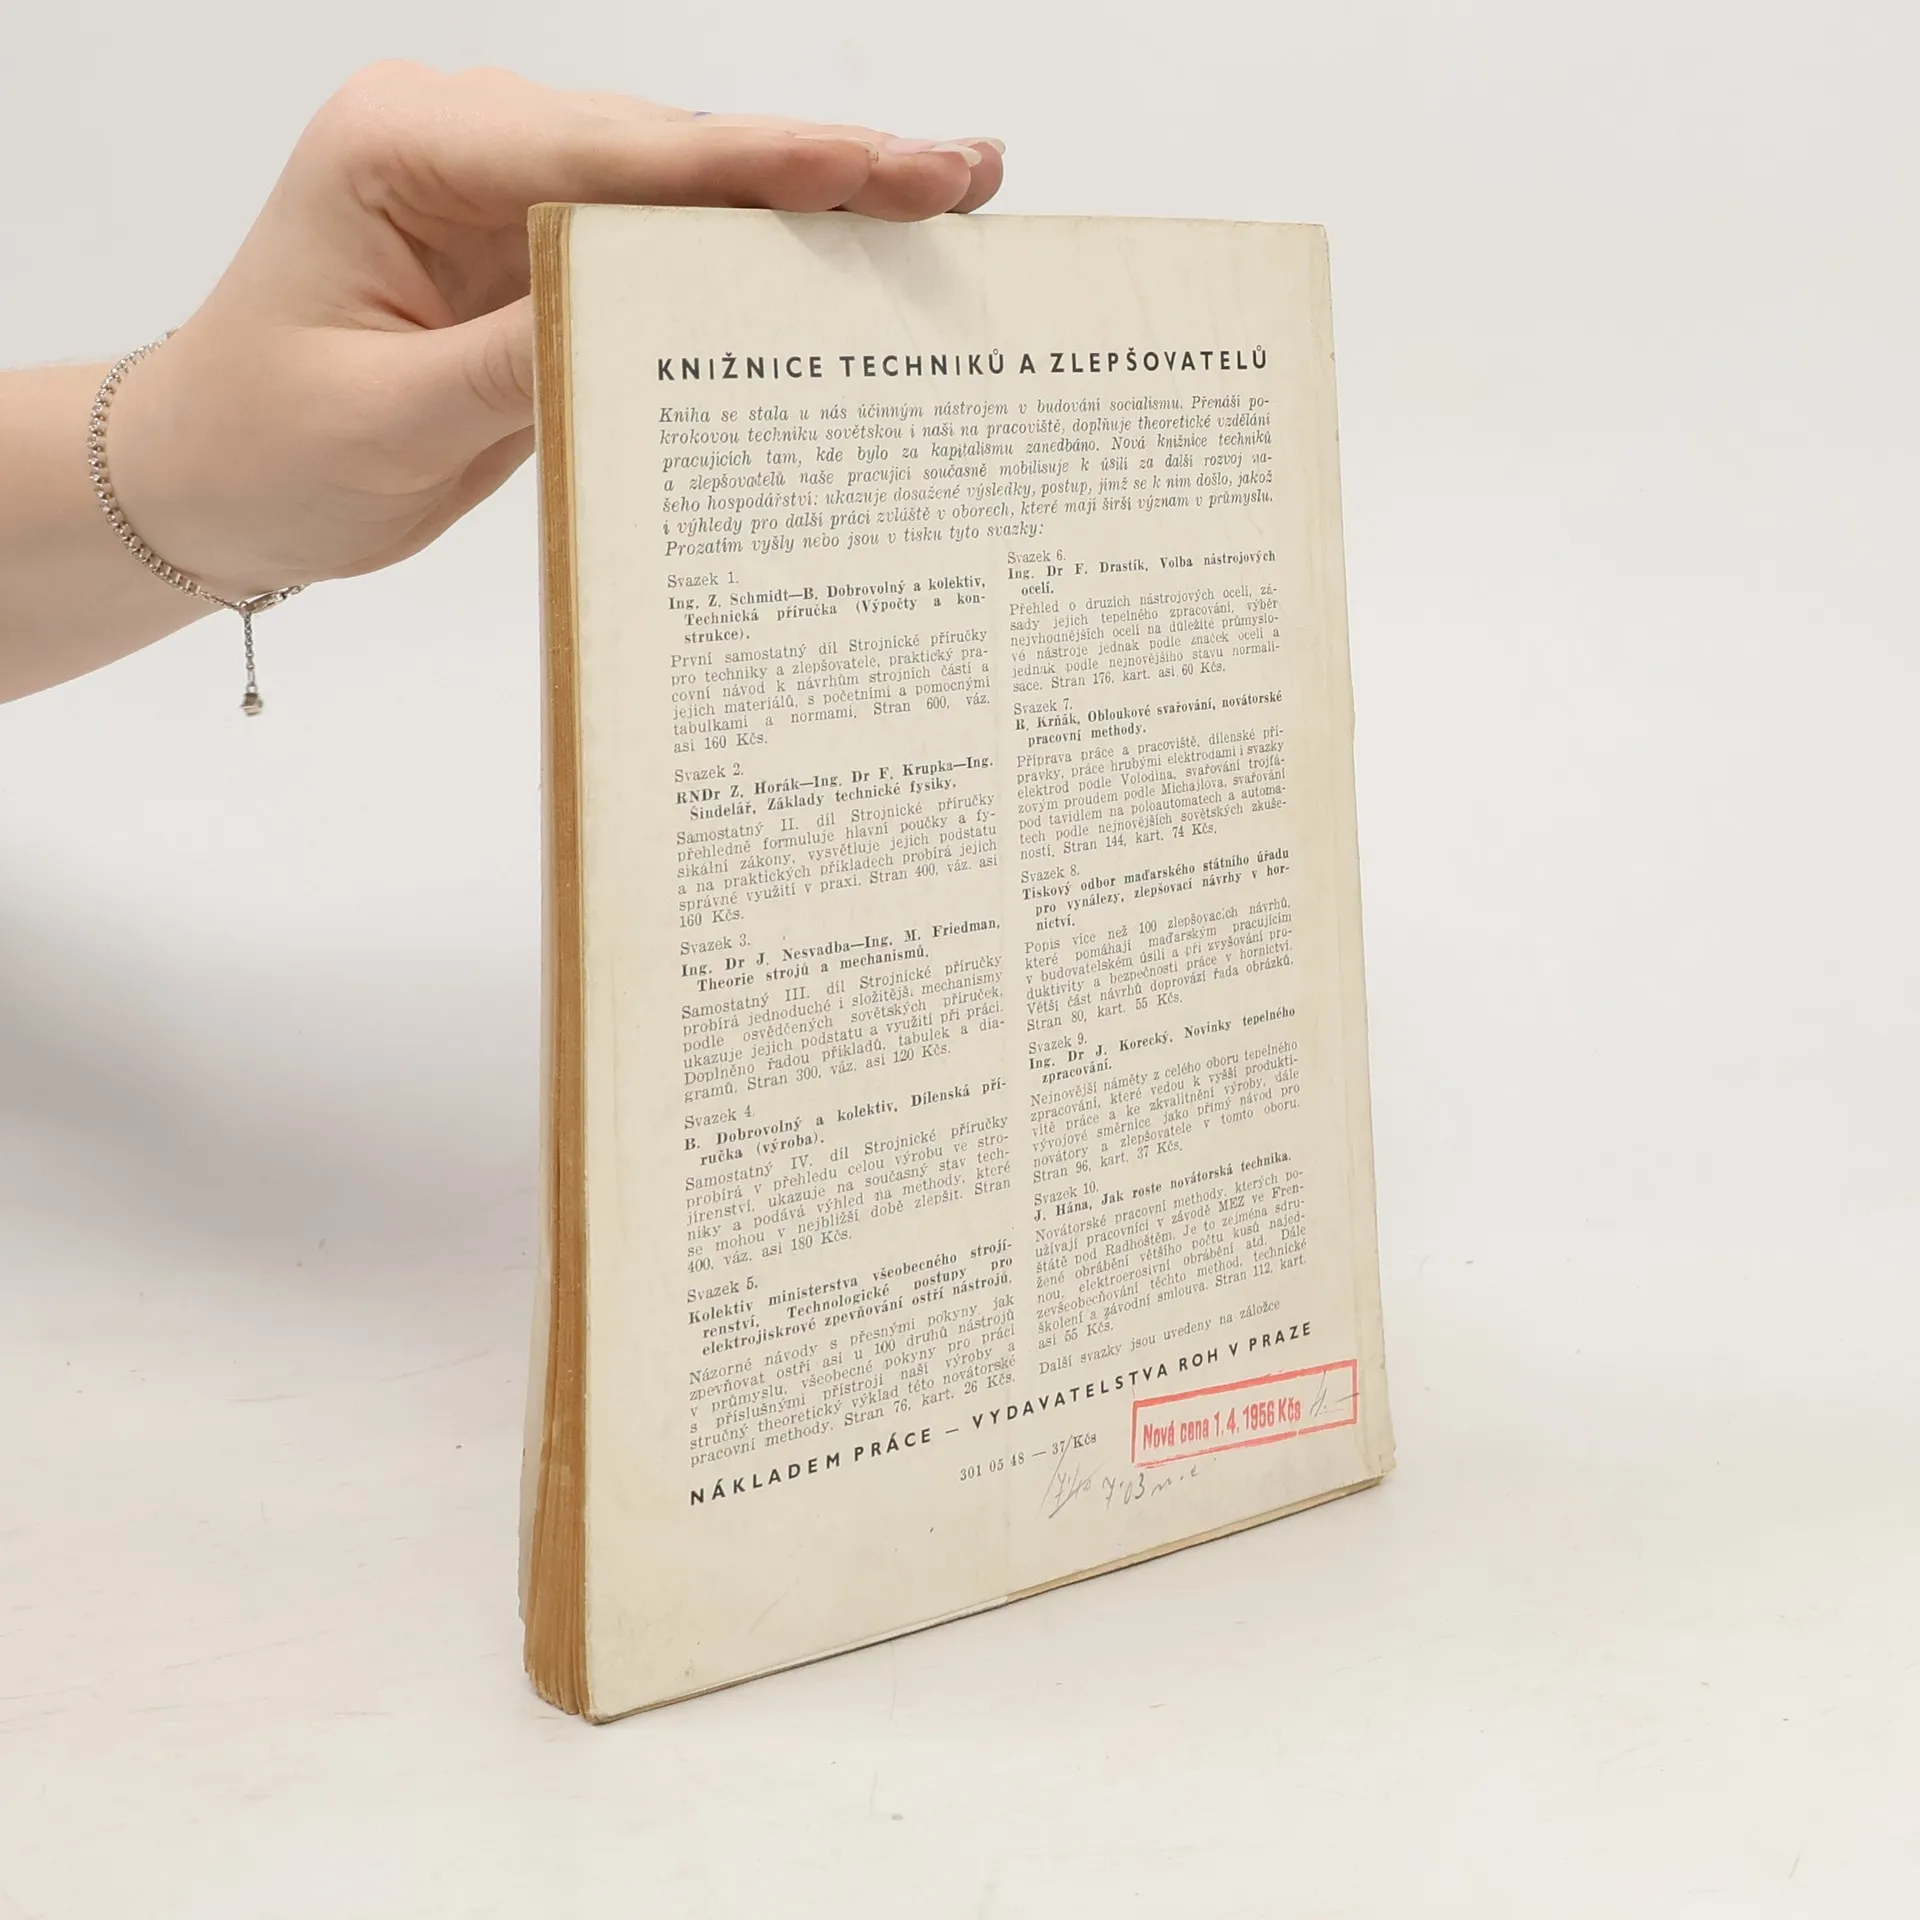 KNIŽNICE TECHNIKŮ A ZLEPŠOVATELŮ
Kniha se stala u nás účinným nástrojem v budování socialismu. Přenáší po-
krokovou techniku sovětskou i naši na pracoviště, doplňuje theoretické vzdělání
pracujících tam, kde bylo za kapitalismu zanedbáno. Nová knižnice techniků
a zlepšovatelů naše pracující současně mobilisuje k úsilí za další rozvoj na-
šeho hospodářství: ukazuje dosažené výsledky, postup, jímž se k nim došlo, jakož
i výhledy pro další práci zvláště v oborech, které mají širší význam v průmyslu.
Prozatím vyšly nebo jsou v tisku tyto svazky:
Svazek 1.
Ing. Z. Schmidt—B. Dobrovolný a kolektiv,
Technická příručka (Výpočty a kon-
strukce).
První samostatný díl Strojnické příručky
pro techniky a zlepšovatele, praktický pra-
covní návod k návrhům strojních částí a
jejich materiálů, s početními a pomocnými
tabulkami a normami. Stran 600, váz.
asi 160 Kčs.
Svazek 2.
RNDr Z. Horák—Ing. Dr F. Krupka—Ing.
Šindelář, Základy technické fysiky.
Samostatný II. díl Strojnické příručky
přehledně formuluje hlavní poučky a fy-
sikální zákony, vysvětluje jejich podstatu
a na praktických příkladech probírá jejich
správné využití v praxi. Stran 400, váz. asi
160 Kčs.
Svazek 3.
Ing. Dr J. Nesvadba—Ing. M. Friedman,
Theorie strojů a mechanismů.
Samostatný III. díl Strojnické příručky
probírá jednoduché i složitější mechanismy
podle osvědčených sovětských příruček,
ukazuje jejich podstatu a využití při práci.
Doplněno řadou příkladů, tabulek a dia-
gramů. Stran 300, váz. asi 120 Kčs.
Svazek 4.
B. Dobrovolný a kolektiv, Dílenská pří-
ručka (výroba).
Samostatný IV. díl Strojnické příručky
probírá v přehledu celou výrobu ve stro-
jírenství, ukazuje na současný stav tech-
niky a podává výhled na methody, které
se mohou v nejbližší době zlepšit. Stran
400, váz. asi 180 Kčs.
Svazek 5.
Kolektiv ministerstva všeobecného strojí-
renství, Technologické postupy pro
elektrojiskrové zpevňování ostří nástrojů.
Názorné návody s přesnými pokyny jak
zpevňovat ostří asi u 100 druhů nástrojů
v průmyslu, všeobecné pokyny pro práci
s příslušnými přístroji naší výroby a
stručný theoretický výklad této novátorské
pracovní methody. Stran 76, kart. 26 Kčs.
Svazek 6.
Ing. Dr F. Drastík, Volba nástrojových
ocelí.
Přehled o druzích nástrojových ocelí, zá-
sady jejich tepelného zpracování, výběr
nejvhodnějších ocelí na důležité průmyslo-
vé nástroje jednak podle značek ocelí a
jednak podle nejnovějšího stavu normali-
sace. Stran 176, kart. asi 60 Kčs.
Svazek 7.
R. Krňák, Obloukové svařování, novátorské
pracovní methody.
Příprava práce a pracoviště, dílenské pří-
pravky, práce hrubými elektrodami i svazky
elektrod podle Volodina, svařování trojfá-
zovým proudem podle Michajlova, svařování
pod tavidlem na poloautomatech a automa-
tech podle nejnovějších sovětských zkuše-
ností. Stran 144, kart. 74 Kčs.
Svazek 8.
Tiskový odbor maďarského státního úřadu
pro vynálezy, zlepšovací návrhy v hor-
nictví.
Popis více než 100 zlepšovacích návrhů,
které pomáhají maďarským pracujícím
v budovatelském úsilí a při zvyšování pro-
duktivity a bezpečnosti práce v hornictví.
Větší část návrhů doprovází řada obrázků.
Stran 80, kart. 55 Kčs.
Svazek 9.
Ing. Dr J. Korecký, Novinky tepelného
zpracování.
Nejnovější náměty z celého oboru tepelného
zpracování, které vedou k vyšší produkti-
vitě práce a ke zkvalitnění výroby, dále
vývojové směrnice jako přímý návod pro
novátory a zlepšovatele v tomto oboru.
Stran 96, kart. 37 Kčs.
Svazek 10.
J. Hána, Jak roste novátorská technika.
Novátorské pracovní methody, kterých po-
užívají pracovníci v závodě MEZ ve Fren-
štátě pod Radhoštěm. Je to zejména sdru-
žené obrábění většího počtu kusů najed-
nou, elektroerosivní obrábění atd. Dále
zevšeobecňování těchto method, technické
školení a závodní smlouva. Stran 112, kart.
asi 55 Kčs.
Další svazky jsou uvedeny na záložce
NÁKLADEM PRÁCE — VYDAVATELSTVA ROH V PRAZE
301 05 48 — 37/Kčs
Nová cena 1. 4. 1956 Kčs
7'03